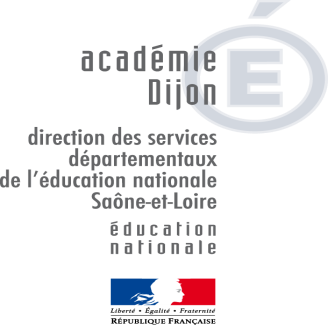 académie
Dijon
É
direction des services
départementaux
de l'éducation nationale
Saône-et-Loire
éducation
nationale
Liberté • Égalité • Fraternité
RÉPUBLIQUE FRANÇAISE